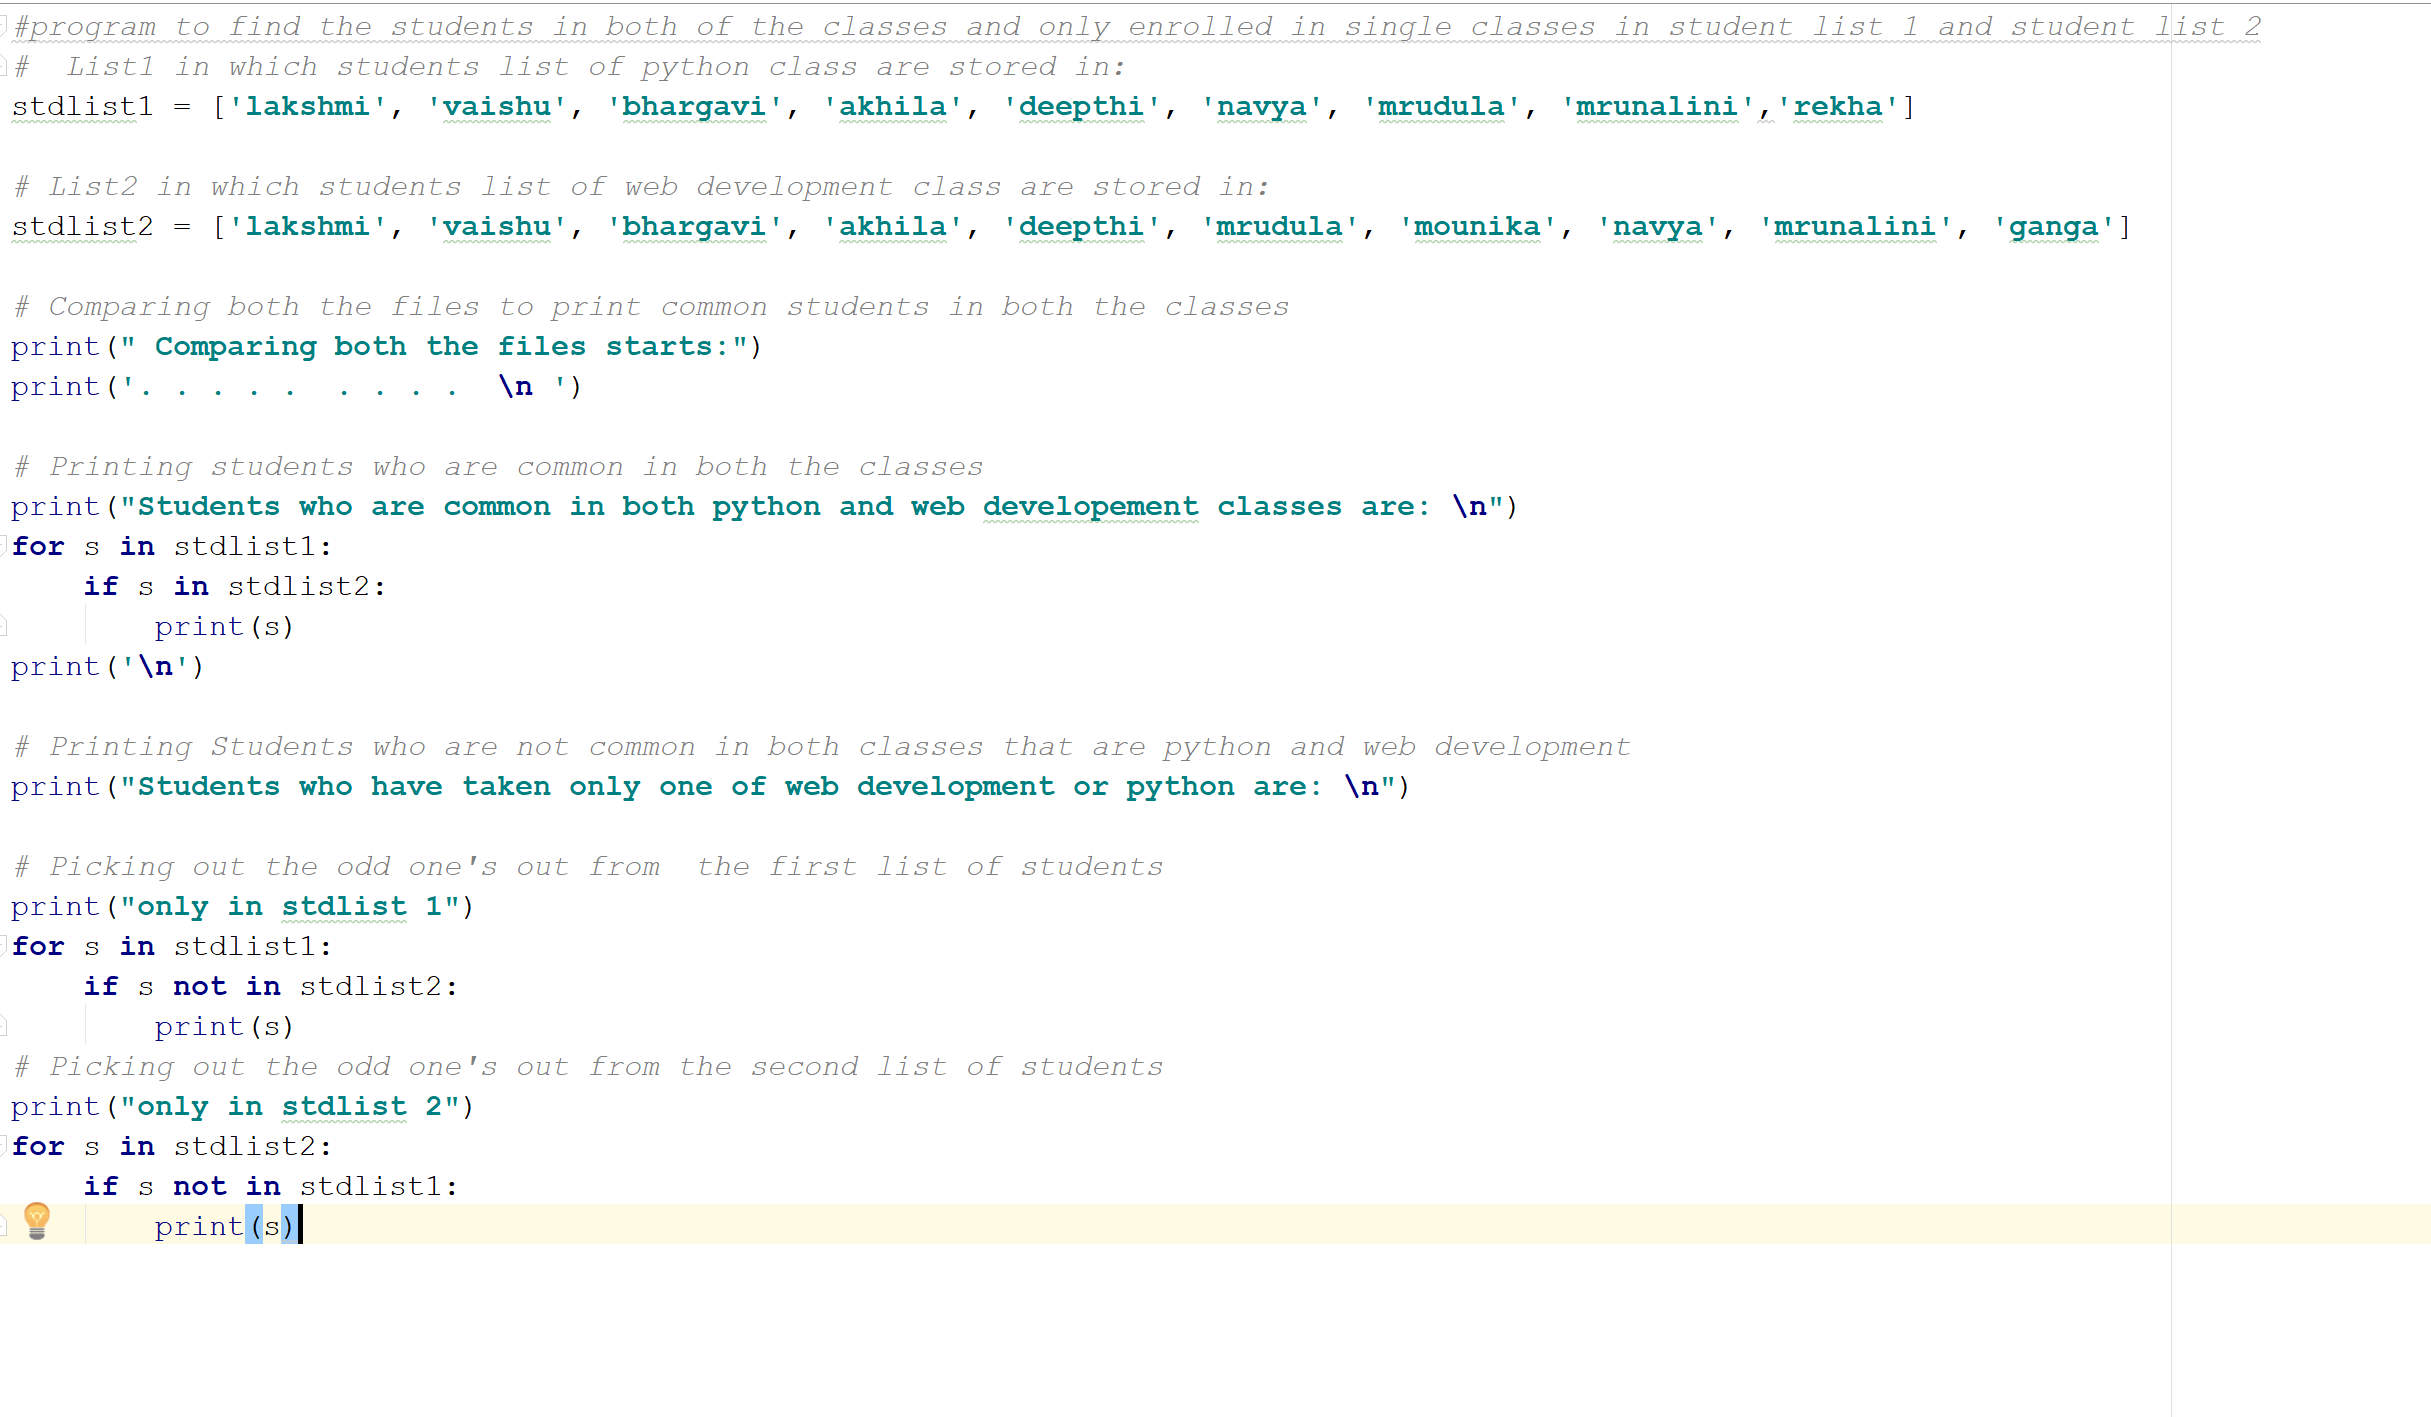 #program to find the students in both of the classes and only enrolled in single classes in student list 1 and student list 2
#  List1 in which students list of python class are stored in:
stdlist1 = ['lakshmi', 'vaishu', 'bhargavi', 'akhila', 'deepthi', 'navya', 'mrudula', 'mrunalini','rekha']
# List2 in which students list of web development class are stored in:
stdlist2 = ['lakshmi', 'vaishu', 'bhargavi', 'akhila', 'deepthi', 'mrudula', 'mounika', 'navya', 'mrunalini', 'ganga']
# Comparing both the files to print common students in both the classes
print(" Comparing both the files starts:")
print('. . . . .  . . . .  \n ')
# Printing students who are common in both the classes
print("Students who are common in both python and web developement classes are: \n")
for s in stdlist1:
    if s in stdlist2:
        print(s)
print('\n')
# Printing Students who are not common in both classes that are python and web development
print("Students who have taken only one of web development or python are: \n")
# Picking out the odd one's out from  the first list of students
print("only in stdlist 1")
for s in stdlist1:
    if s not in stdlist2:
        print(s)
# Picking out the odd one's out from the second list of students
print("only in stdlist 2")
for s in stdlist2:
    if s not in stdlist1:
        print(s)